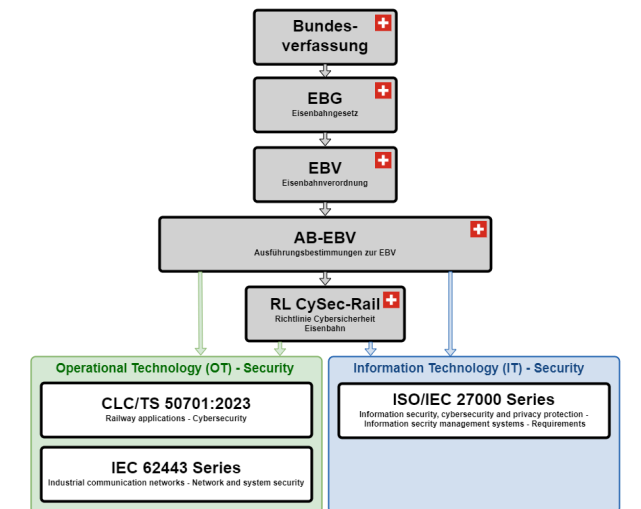 Bundes-
verfassung
EBG
Eisenbahngesetz
EBV
Eisenbahnverordnung
AB-EBV
Ausführungsbestimmungen zur EBV
RL CySec-Rail
Richtlinie Cybersicherheit
Eisenbahn
Operational Technology (OT) - Security
CLC/TS 50701:2023
Railway applications - Cybersecurity
IEC 62443 Series
Industrial communication networks - Network and system security
Information Technology (IT) - Security
ISO/IEC 27000 Series
Information security, cybersecurity and privacy protection -
Information secrity management systems - Requirements